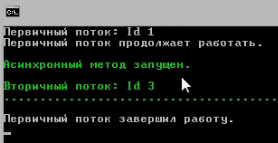 Первичный поток: Id 1
Первичный поток продолжает работать.
Асинхронный метод запущен.
Вторичный поток: Id 3
Первичный поток завершил работу.